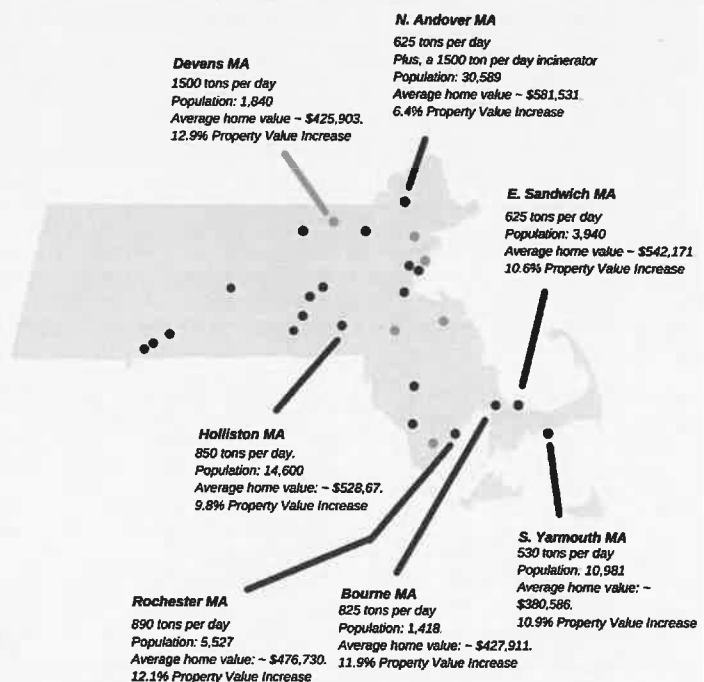 N. Andover MA
625 tons per day
Plus, a 1500 ton per day incinerator
Population: 30,589
Average home value ~ $581,531.
6.4% Property Value Increase
Devens MA
1500 tons per day
Population: 1,840
Average home value ~ $425,903.
12.9% Property Value Increase
E. Sandwich MA
625 tons per day
Population: 3,940
Average home value ~ $542,171
10.6% Property Value Increase
Holliston MA
850 tons per day.
Population: 14,600
Average home value: ~ $528,67.
9.8% Property Value Increase
S. Yarmouth MA
530 tons per day
Population: 10,981
Average home value: ~
$380,586.
10.9% Property Value Increase
Rochester MA
890 tons per day
Population: 5,527
Average home value: ~ $476,730.
12.1% Property Value Increase
Bourne MA
825 tons per day
Population: 1,418.
Average home value: ~ $427,911.
11.9% Property Value Increase